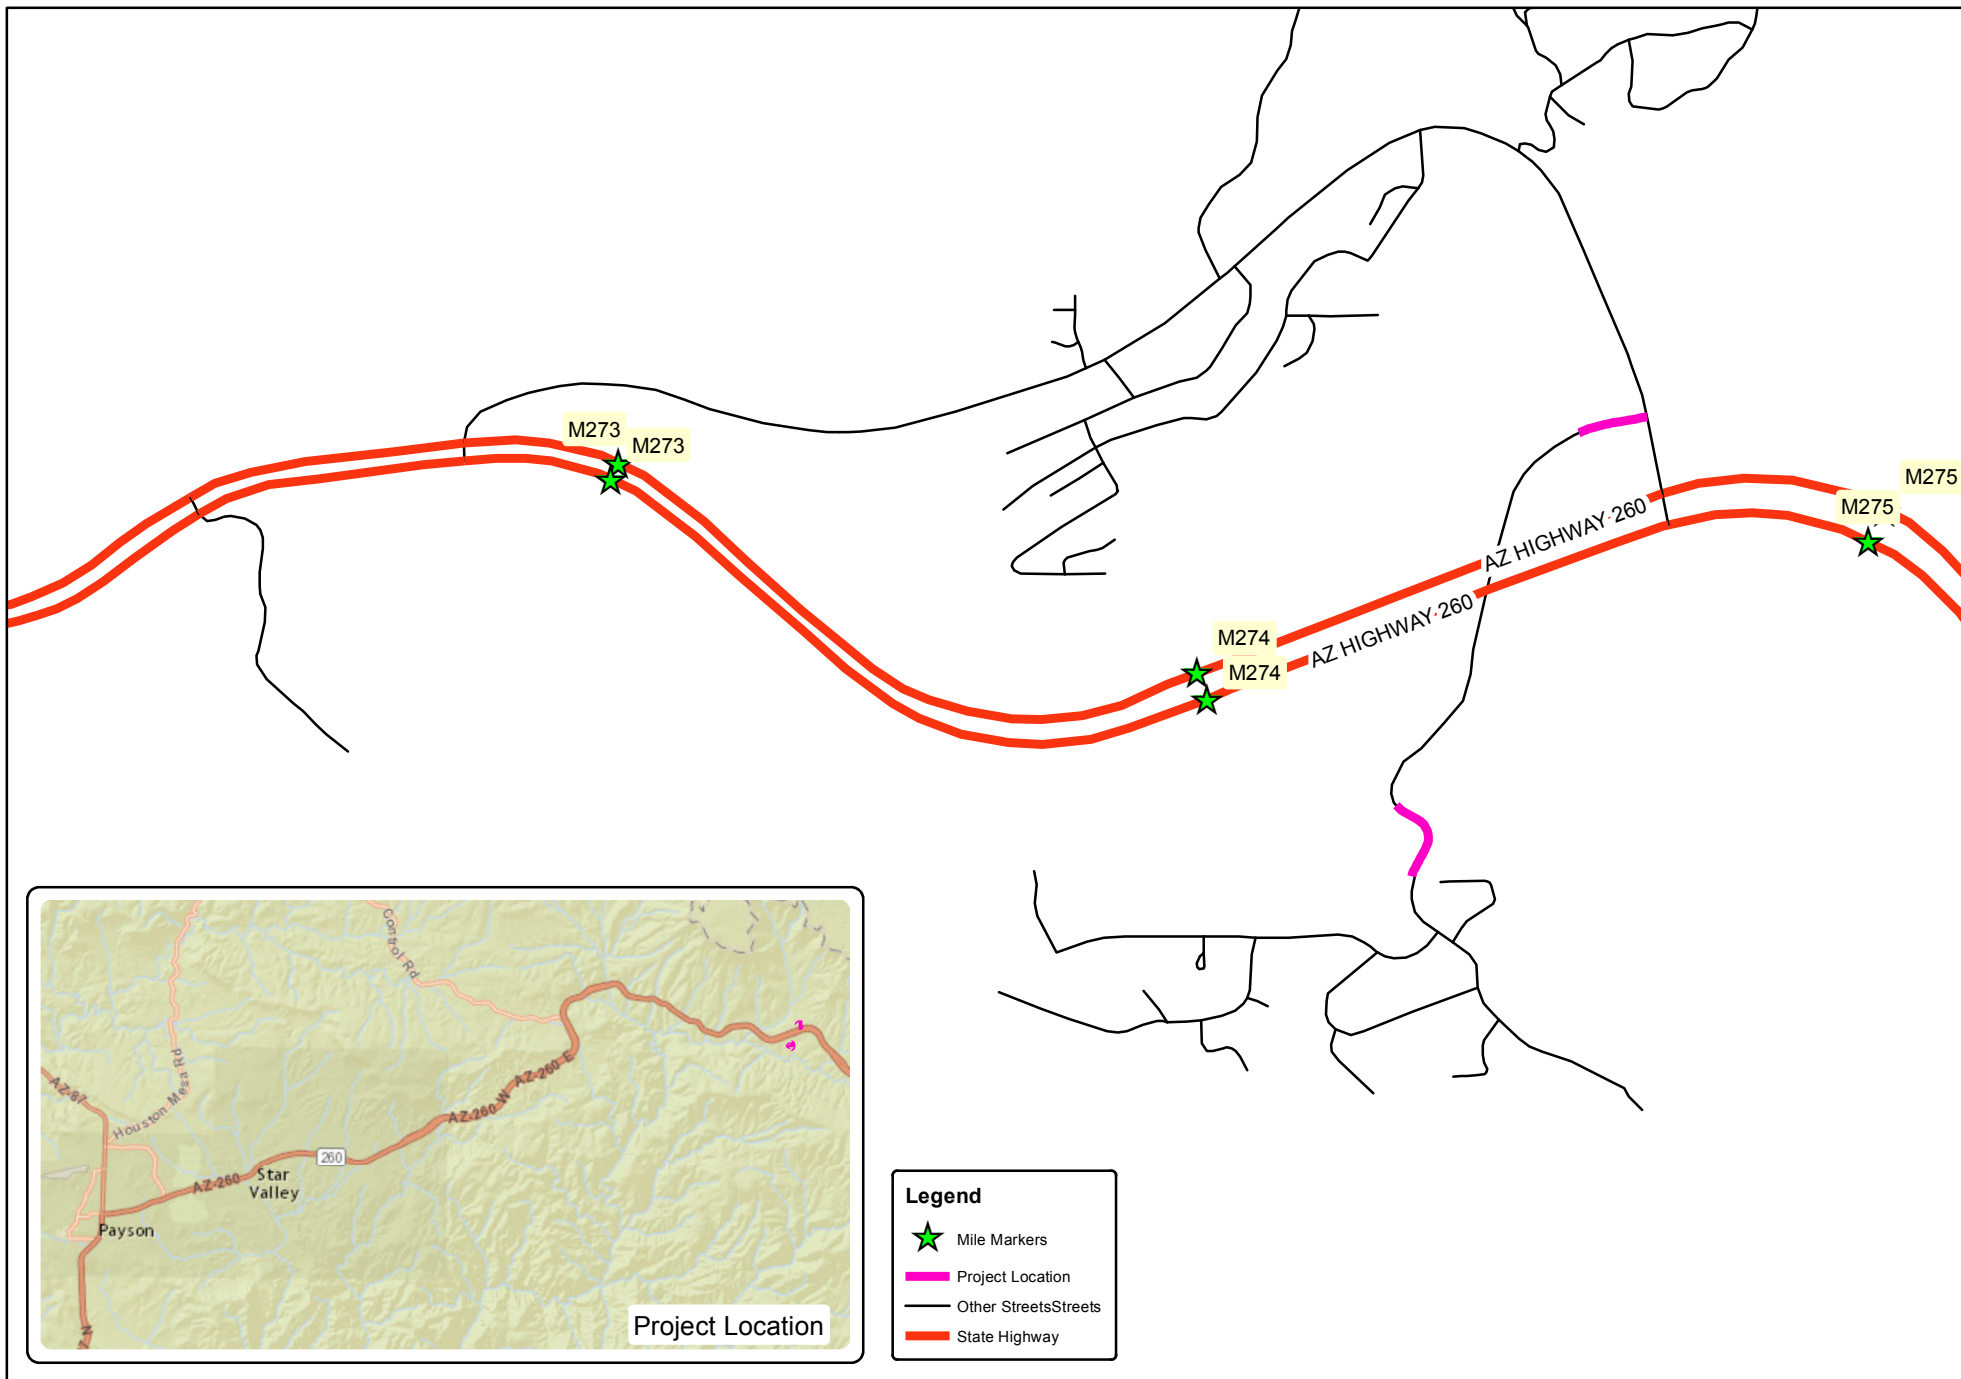 M273
M273
M275
M275
AZ HIGHWAY 260
AZ HIGHWAY 260
M274
M274
Control Rd
Houston Mesa Rd
AZ-87
AZ-260 E
AZ-260 W
260
AZ-260
Star
Valley
Payson
Project Location
Legend
Mile Markers
Project Location
Other StreetsStreets
State Highway